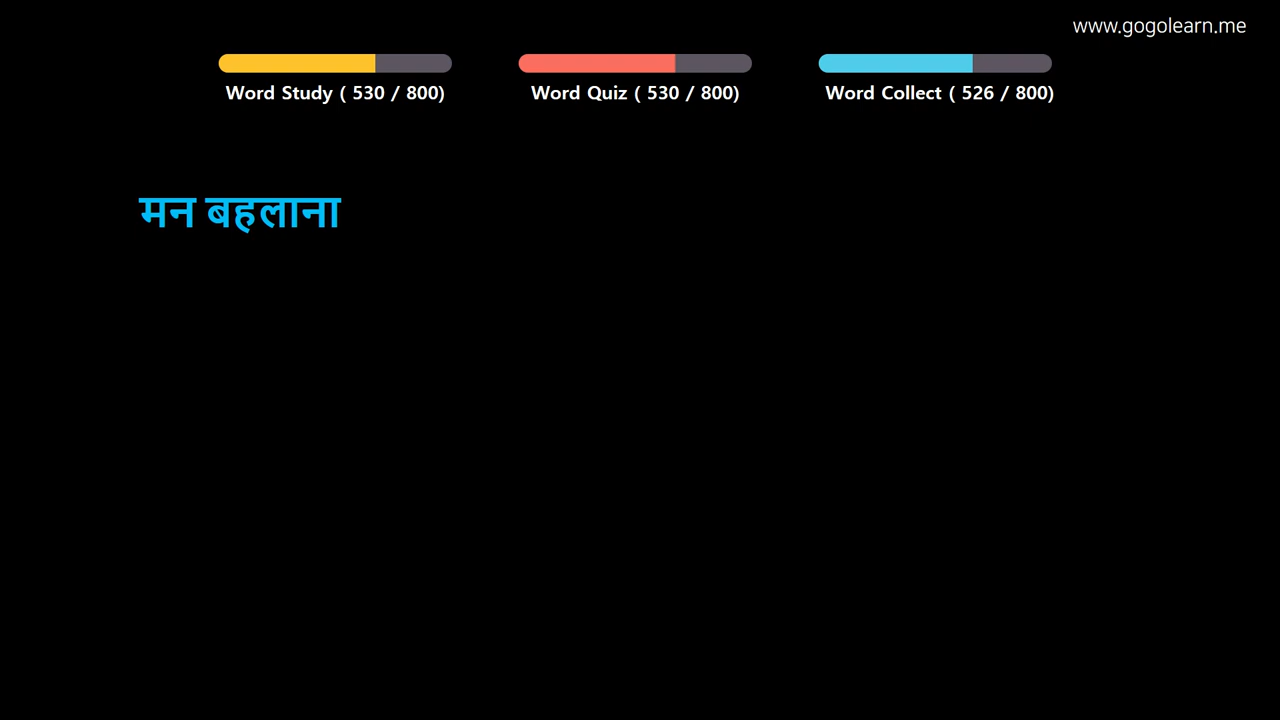 www.gogolearn.me
Word Study ( 530 / 800)
Word Quiz ( 530 / 800)
Word Collect ( 526 / 800)
मन बहलाना